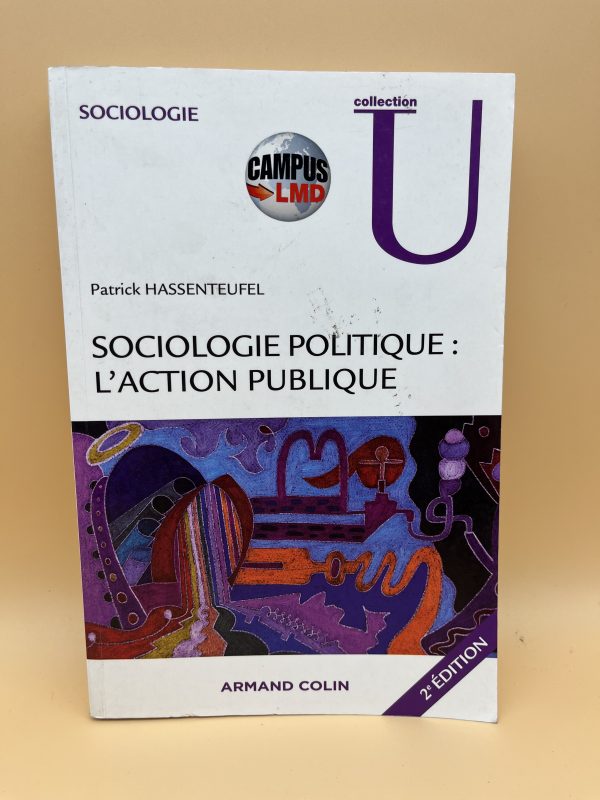 SOCIOLOGIE
collection
U
CAMPUS
LMD
Patrick HASSENTEUFEL
SOCIOLOGIE POLITIQUE :
L'ACTION PUBLIQUE
2e ÉDITION
ARMAND COLIN